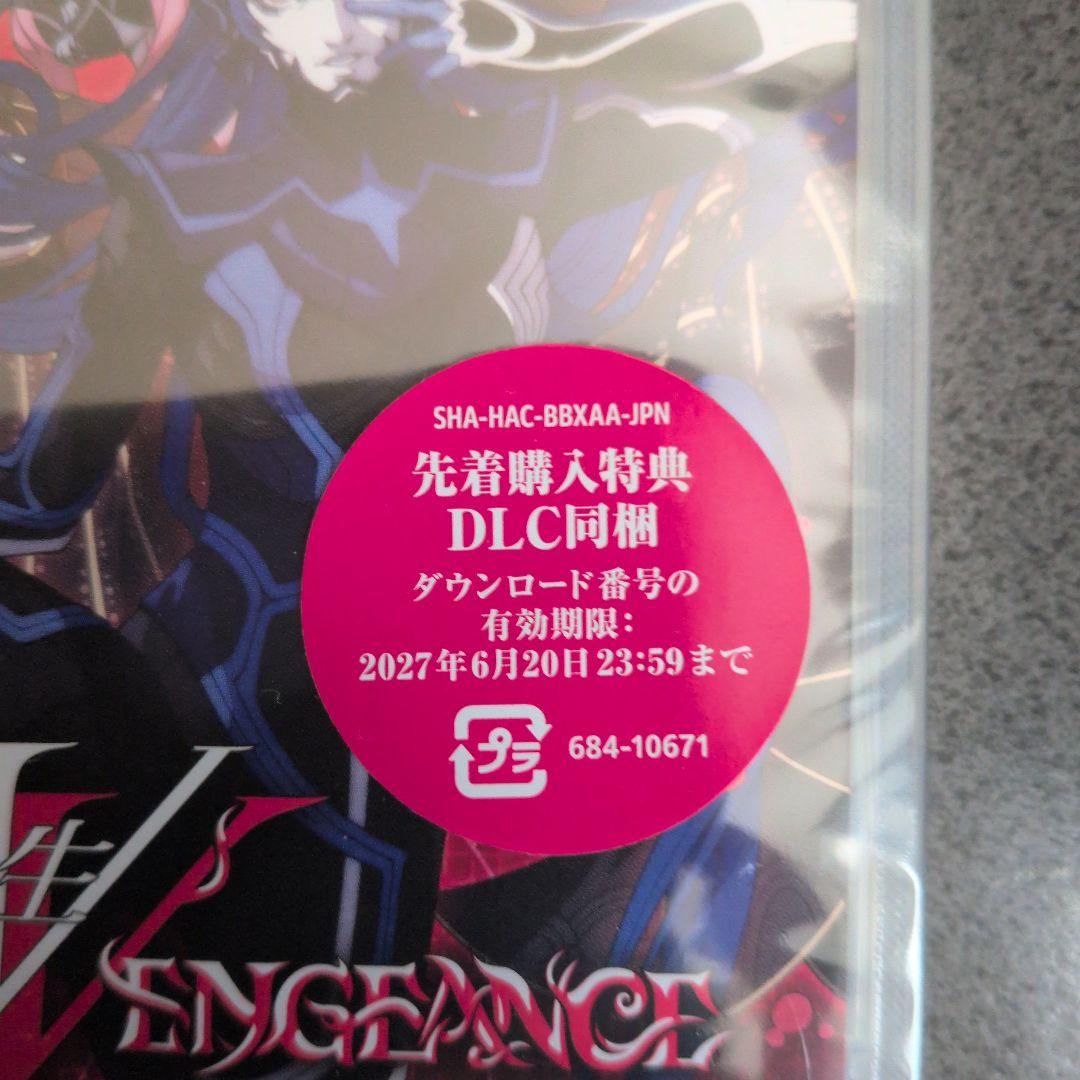 SHA-HAC-BBXAA-JPN
先着購入特典
DLC同梱
ダウンロード番号の
有効期限:
2027年6月20日 23:59まで
プラ 684-10671
生 V
VENGEANCE